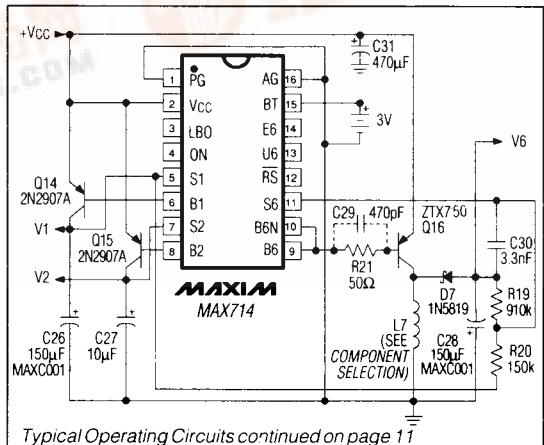 +VCC
C31
470µF
1 PG
AG 16
2 VCC
BT 15
3V
3 LBO
E6 14
V6
4 ON
U6 13
Q14
2N2907A
5 S1
RS 12
C29 470pF
ZTX750
Q16
6 B1
S6 11
V1
7 S2
B6N 10
C30
3.3nF
Q15
2N2907A
8 B2
B6 9
R21
50Ω
V2
MAXIM
MAX714
D7
1N5819
R19
910k
C26
150µF
MAXC001
C27
10µF
L7
(SEE
COMPONENT
SELECTION)
C28
150µF
MAXC001
R20
150k
Typical Operating Circuits continued on page 11